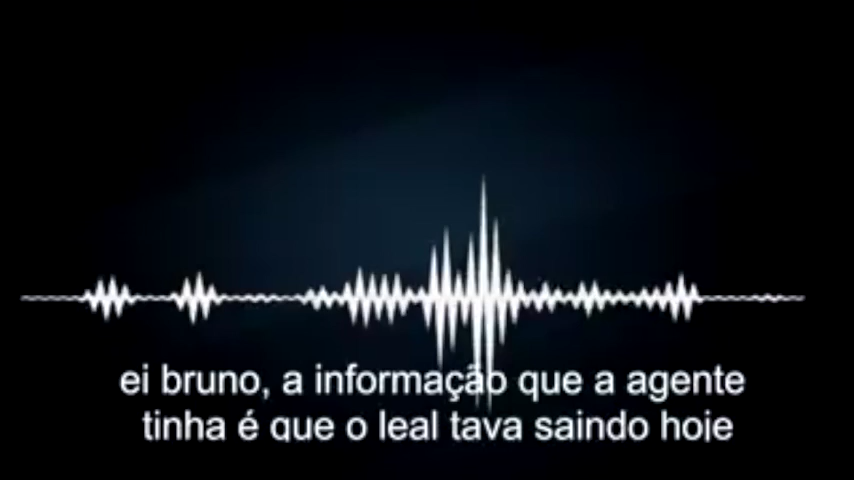 ei bruno, a informação que a agente
tinha é que o leal tava saindo hoje